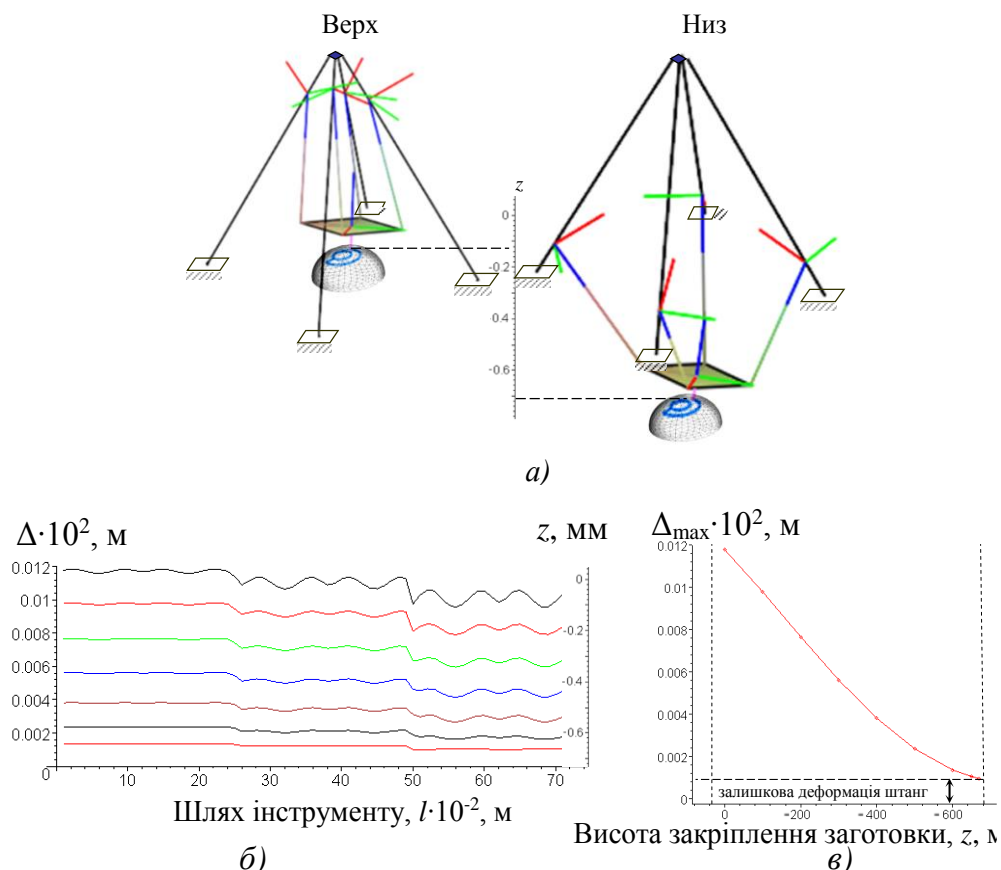 Верх
Низ
z
0
-0.2
0.4
-0.6
а)
Δ·10², м
z, мм
0.012
0.01
0.008
0.006
0.004
0.002
0
0
-0.2
-0.4
-0.6
10 20 30 40 50 60 70
Шлях інструменту, l·10⁻², м
б)
Δmax·10², м
0.012
0.01
0.008
0.006
0.004
0.002
0
залишкова деформація штанг
0 -200 -400 -600
Висота закріплення заготовки, z, м
в)